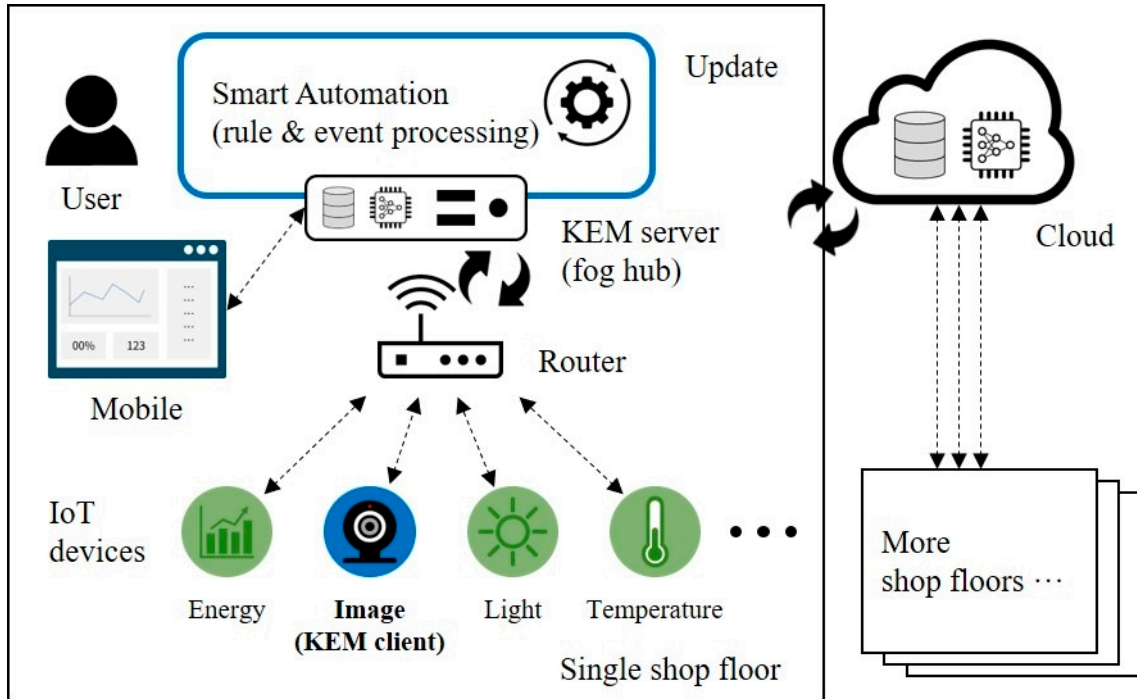 Smart Automation
(rule & event processing)
Update
User
KEM server
(fog hub)
Cloud
00%
123
Router
Mobile
IoT
devices
More
shop floors ...
Energy
Image
(KEM client)
Light
Temperature
Single shop floor